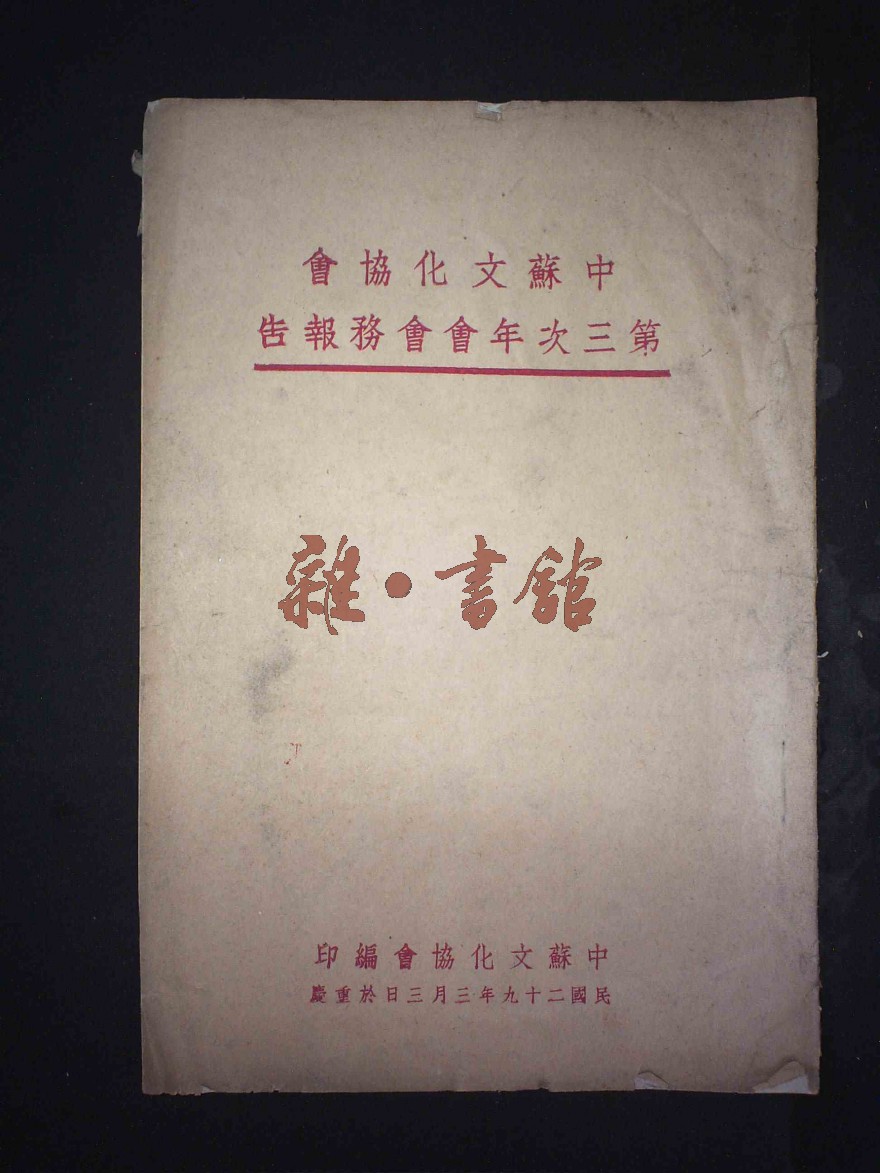 中蘇文化協會
第三次年會會務報告
雜·書館
中蘇文化協會編印
民國二十九年三月三日於重慶